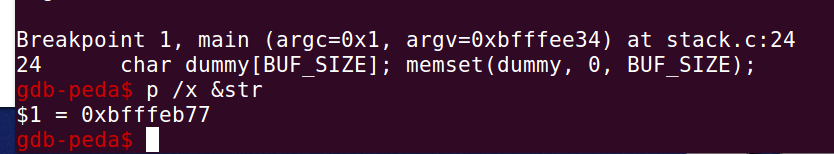 Breakpoint 1, main (argc=0x1, argv=0xbfffee34) at stack.c:24
24      char dummy[BUF_SIZE]; memset(dummy, 0, BUF_SIZE);
gdb-peda$ p /x &str
$1 = 0xbfffeb77
gdb-peda$